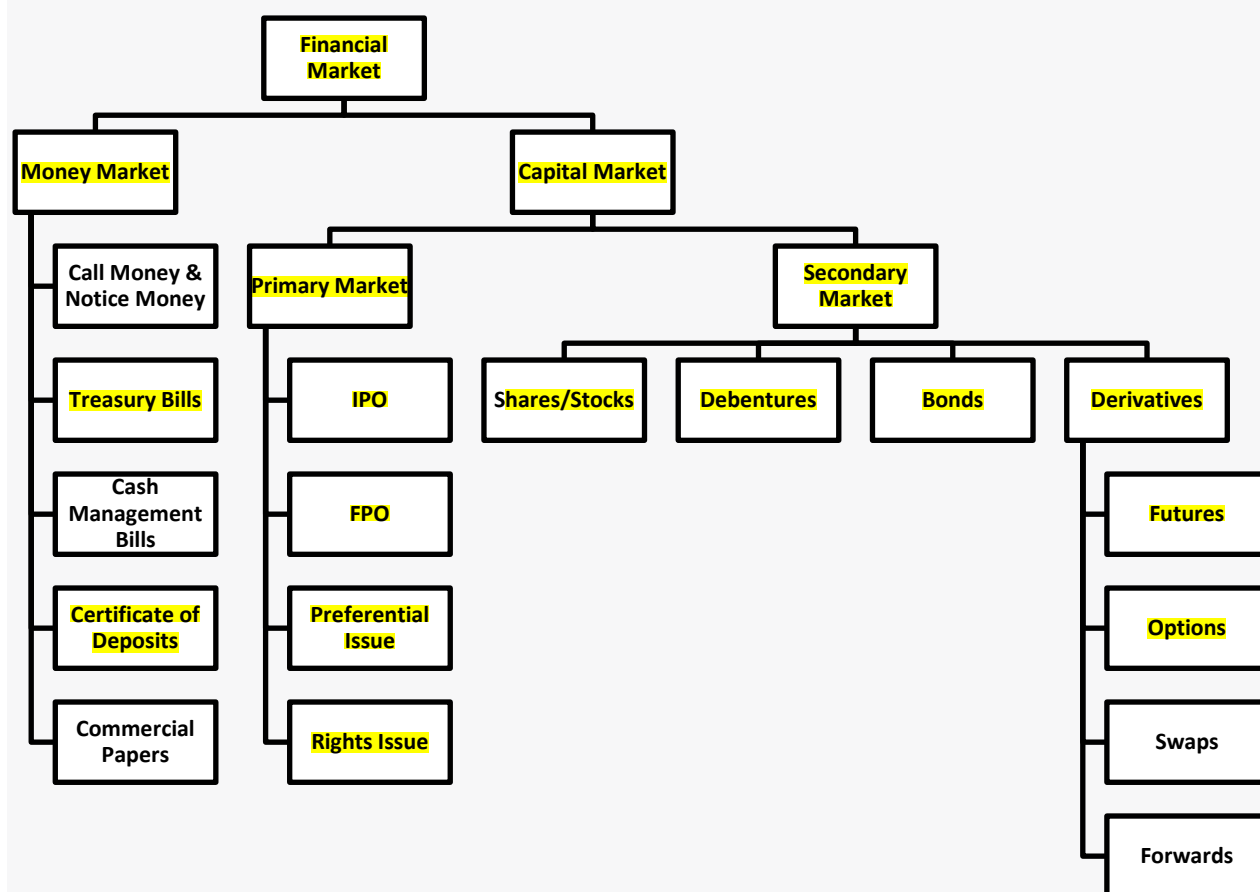 Financial
Market
Money Market
Capital Market
Call Money &
Notice Money
Primary Market
Secondary
Market
Treasury Bills
IPO
Shares/Stocks
Debentures
Bonds
Derivatives
Cash
Management
Bills
FPO
Futures
Certificate of
Deposits
Preferential
Issue
Options
Commercial
Papers
Rights Issue
Swaps
Forwards